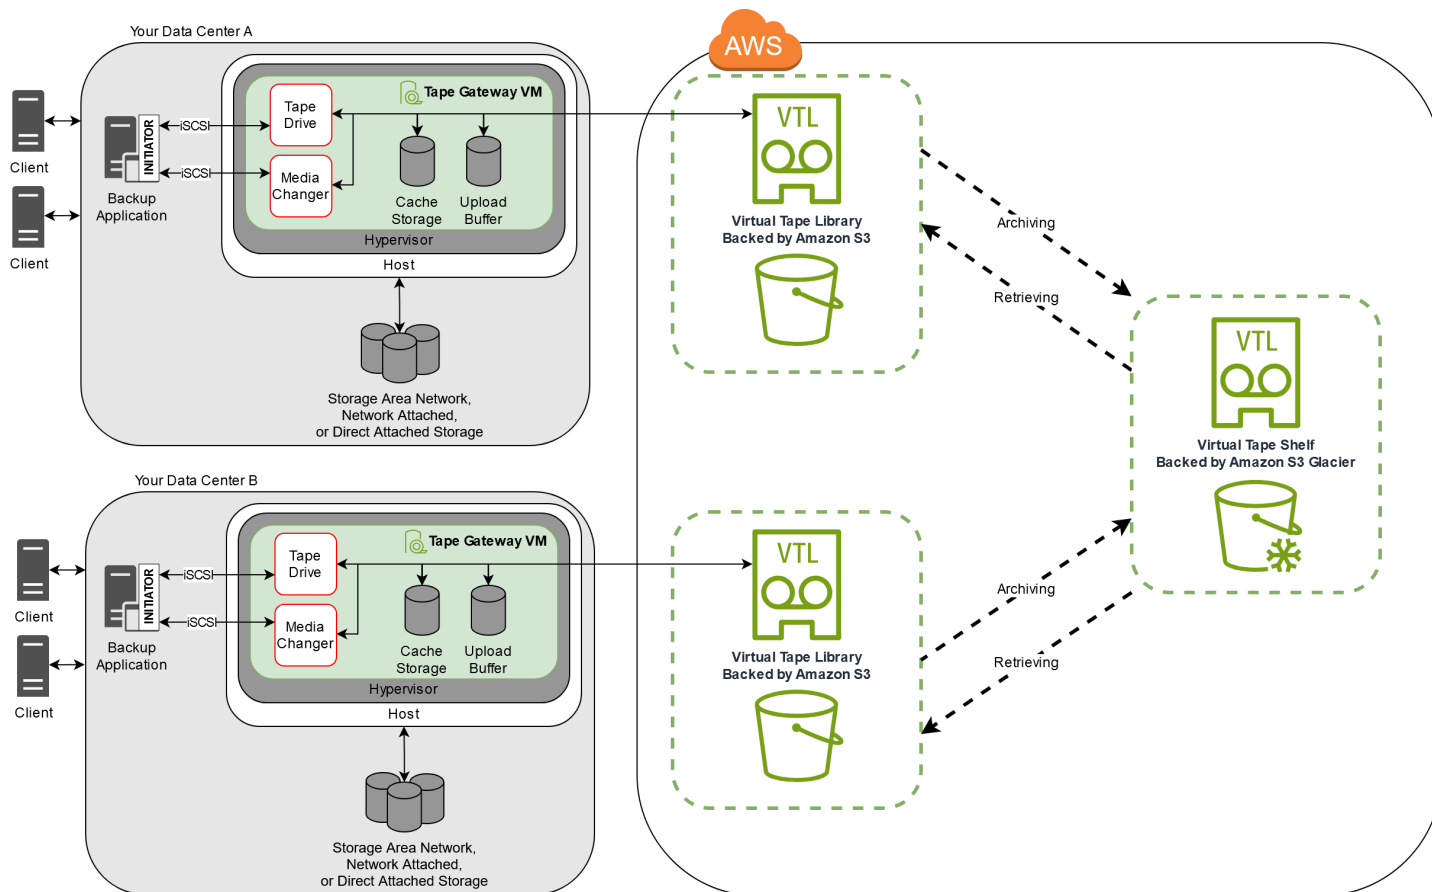 Your Data Center A
AWS
Client
Client
INITIATOR
Backup
Application
iSCSI
iSCSI
Tape Gateway VM
Tape
Drive
Media
Changer
Cache
Storage
Upload
Buffer
Hypervisor
Host
Storage Area Network,
Network Attached,
or Direct Attached Storage
VTL
Virtual Tape Library
Backed by Amazon S3
Archiving
Retrieving
VTL
Virtual Tape Shelf
Backed by Amazon S3 Glacier
Your Data Center B
Client
Client
INITIATOR
Backup
Application
iSCSI
iSCSI
Tape Gateway VM
Tape
Drive
Media
Changer
Cache
Storage
Upload
Buffer
Hypervisor
Host
Storage Area Network,
Network Attached,
or Direct Attached Storage
VTL
Virtual Tape Library
Backed by Amazon S3
Archiving
Retrieving